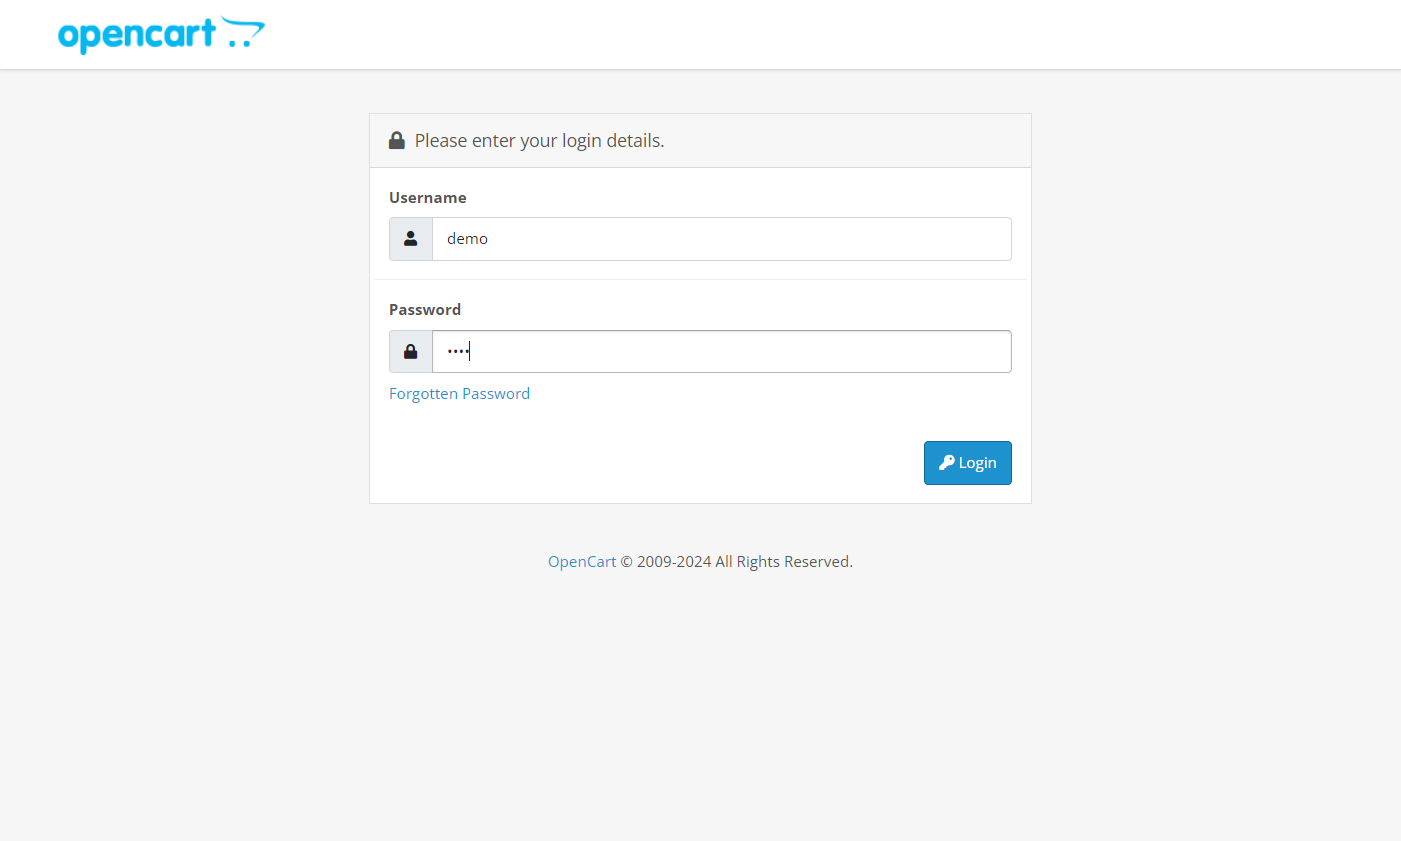 opencart
Please enter your login details.
Username
demo
Password
••••
Forgotten Password
Login
OpenCart © 2009-2024 All Rights Reserved.